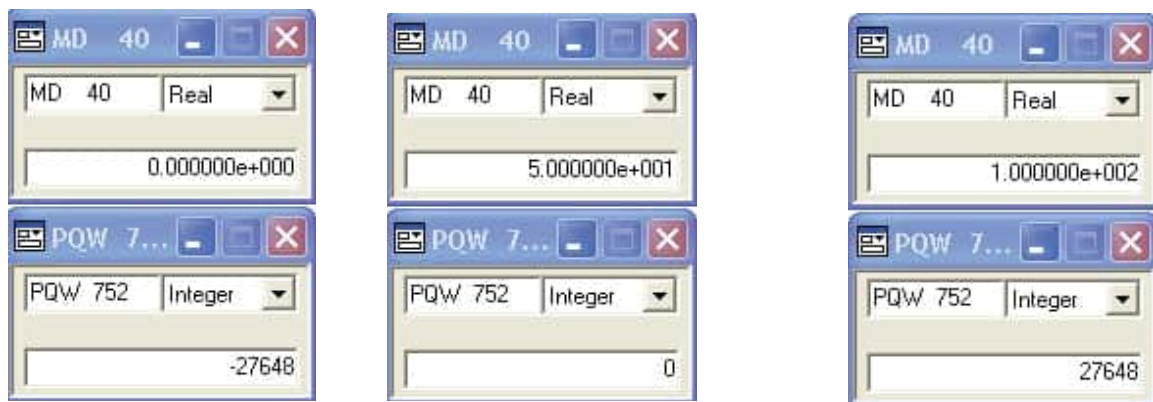 MD 40
MD 40
MD 40
MD 40 Real
MD 40 Real
MD 40 Real
0.000000e+000
5.000000e+001
1.000000e+002
PQW 7...
PQW 7...
PQW 7...
PQW 752 Integer
PQW 752 Integer
PQW 752 Integer
-27648
0
27648